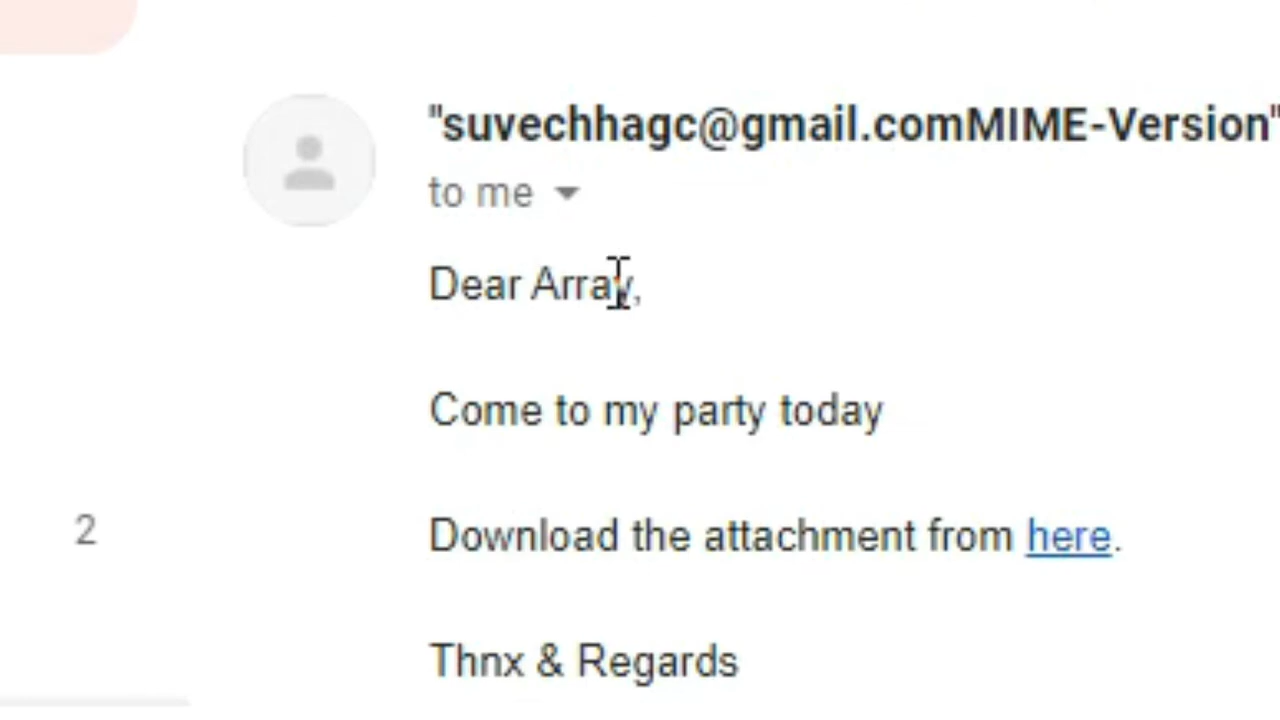 "suvechhagc@gmail.comMIME-Version"
to me
Dear Array,
Come to my party today
2
Download the attachment from here.
Thnx & Regards